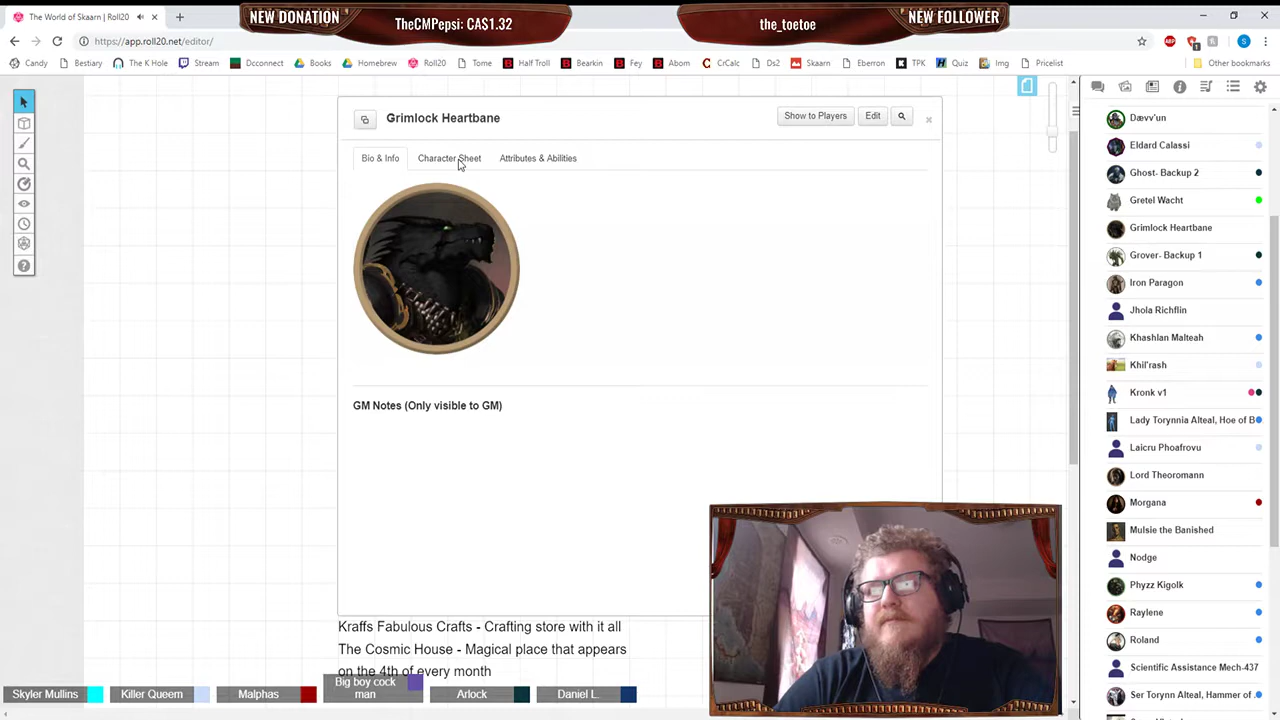 The World of Skaarn | Roll20
NEW DONATION
TheCMPepsi: CA$1.32
the_toetoe
NEW FOLLOWER
https://app.roll20.net/editor/
Candy
Bestiary
The K Hole
Stream
Dcconnect
Books
Homebrew
Roll20
Tome
Half Troll
Bearkin
Fey
Abom
CrCalc
Ds2
Skaarn
Eberron
TPK
Quiz
Img
Pricelist
Other bookmarks
Grimlock Heartbane
Show to Players
Edit
Bio & Info
Character Sheet
Attributes & Abilities
GM Notes (Only visible to GM)
Kraffs Fabulous Crafts - Crafting store with it all
The Cosmic House - Magical place that appears
on the 4th of every month
Dævv'un
Eldard Calassi
Ghost- Backup 2
Gretel Wacht
Grimlock Heartbane
Grover- Backup 1
Iron Paragon
Jhola Richflin
Khashlan Malteah
Khil'rash
Kronk v1
Lady Torynnia Alteal, Hoe of B
Laicru Phoafrovu
Lord Theoromann
Morgana
Mulsie the Banished
Nodge
Phyzz Kigolk
Raylene
Roland
Scientific Assistance Mech-437
Ser Torynn Alteal, Hammer of
Skyler Mullins
Killer Queem
Malphas
Big boy cock
man
Arlock
Daniel L.